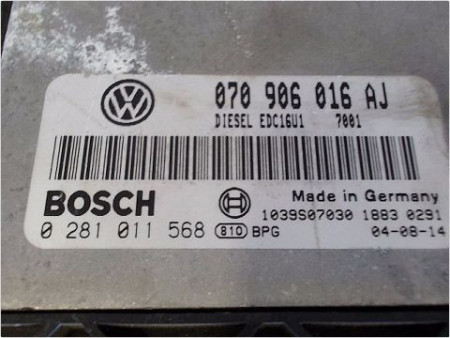 070 906 016 AJ
DIESEL EDC16U1 7001
BOSCH
Made in Germany
1039S07030 1883 0291
0 281 011 568 810 BPG 04-08-14